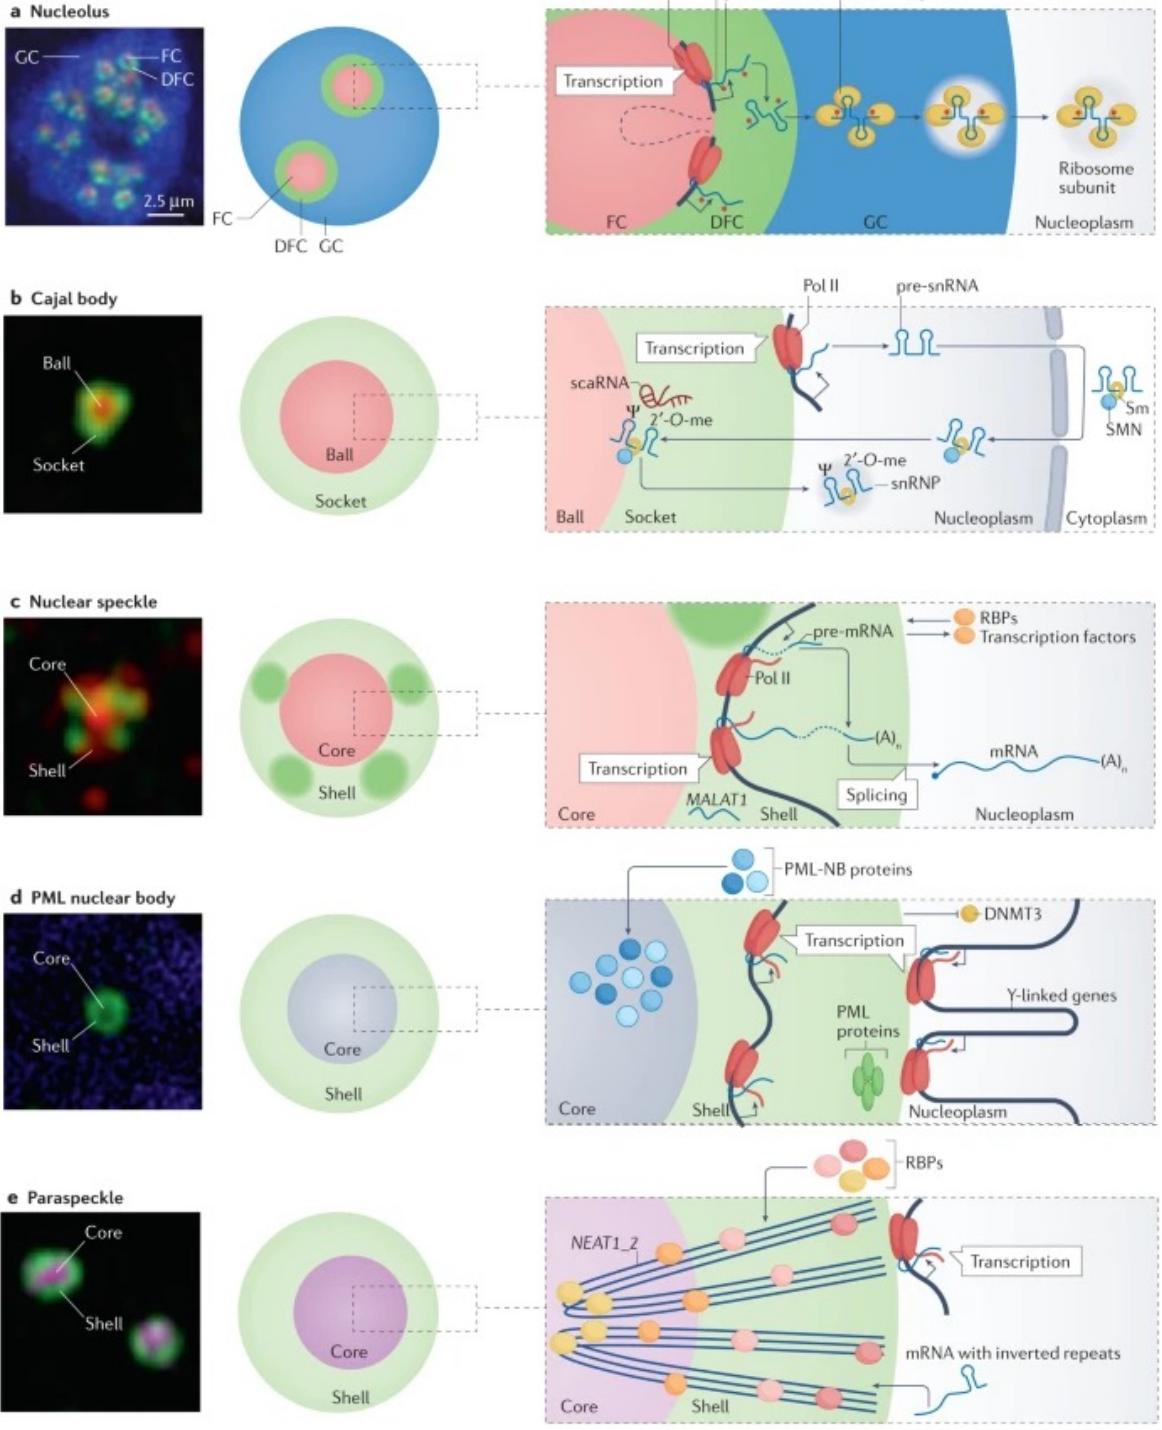 a Nucleolus
GC
FC
DFC
2.5 μm
FC
DFC
GC
Transcription
FC
DFC
GC
Ribosome
subunit
Nucleoplasm
b Cajal body
Ball
Socket
Ball
Socket
Pol II
pre-snRNA
Transcription
scaRNA
Ψ
2′-O-me
Sm
SMN
Ψ
2′-O-me
snRNP
Ball
Socket
Nucleoplasm
Cytoplasm
c Nuclear speckle
Core
Shell
Core
Shell
RBPs
Transcription factors
pre-mRNA
Pol II
(A)n
mRNA
(A)n
Transcription
Splicing
MALAT1
Core
Shell
Nucleoplasm
d PML nuclear body
Core
Shell
Core
Shell
PML-NB proteins
DNMT3
Transcription
Y-linked genes
PML
proteins
Core
Shell
Nucleoplasm
e Paraspeckle
Core
Shell
Core
Shell
RBPs
NEAT1_2
Transcription
mRNA with inverted repeats
Core
Shell